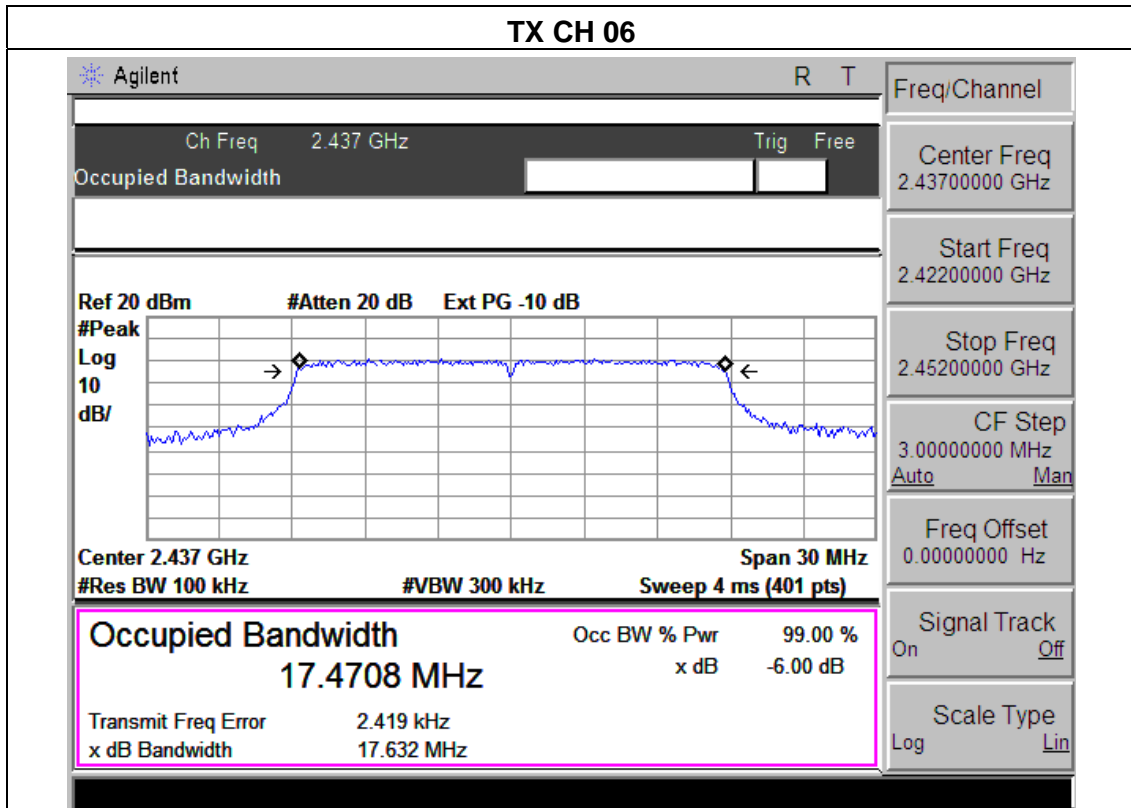 TX CH 06
Agilent R T
Ch Freq 2.437 GHz Trig Free
Occupied Bandwidth
Ref 20 dBm #Atten 20 dB Ext PG -10 dB
#Peak
Log
10
dB/
Center 2.437 GHz Span 30 MHz
#Res BW 100 kHz #VBW 300 kHz Sweep 4 ms (401 pts)
Occupied Bandwidth Occ BW % Pwr 99.00 %
17.4708 MHz x dB -6.00 dB
Transmit Freq Error 2.419 kHz
x dB Bandwidth 17.632 MHz
Freq/Channel
Center Freq
2.43700000 GHz
Start Freq
2.42200000 GHz
Stop Freq
2.45200000 GHz
CF Step
3.00000000 MHz
Auto Man
Freq Offset
0.00000000 Hz
Signal Track
On Off
Scale Type
Log Lin